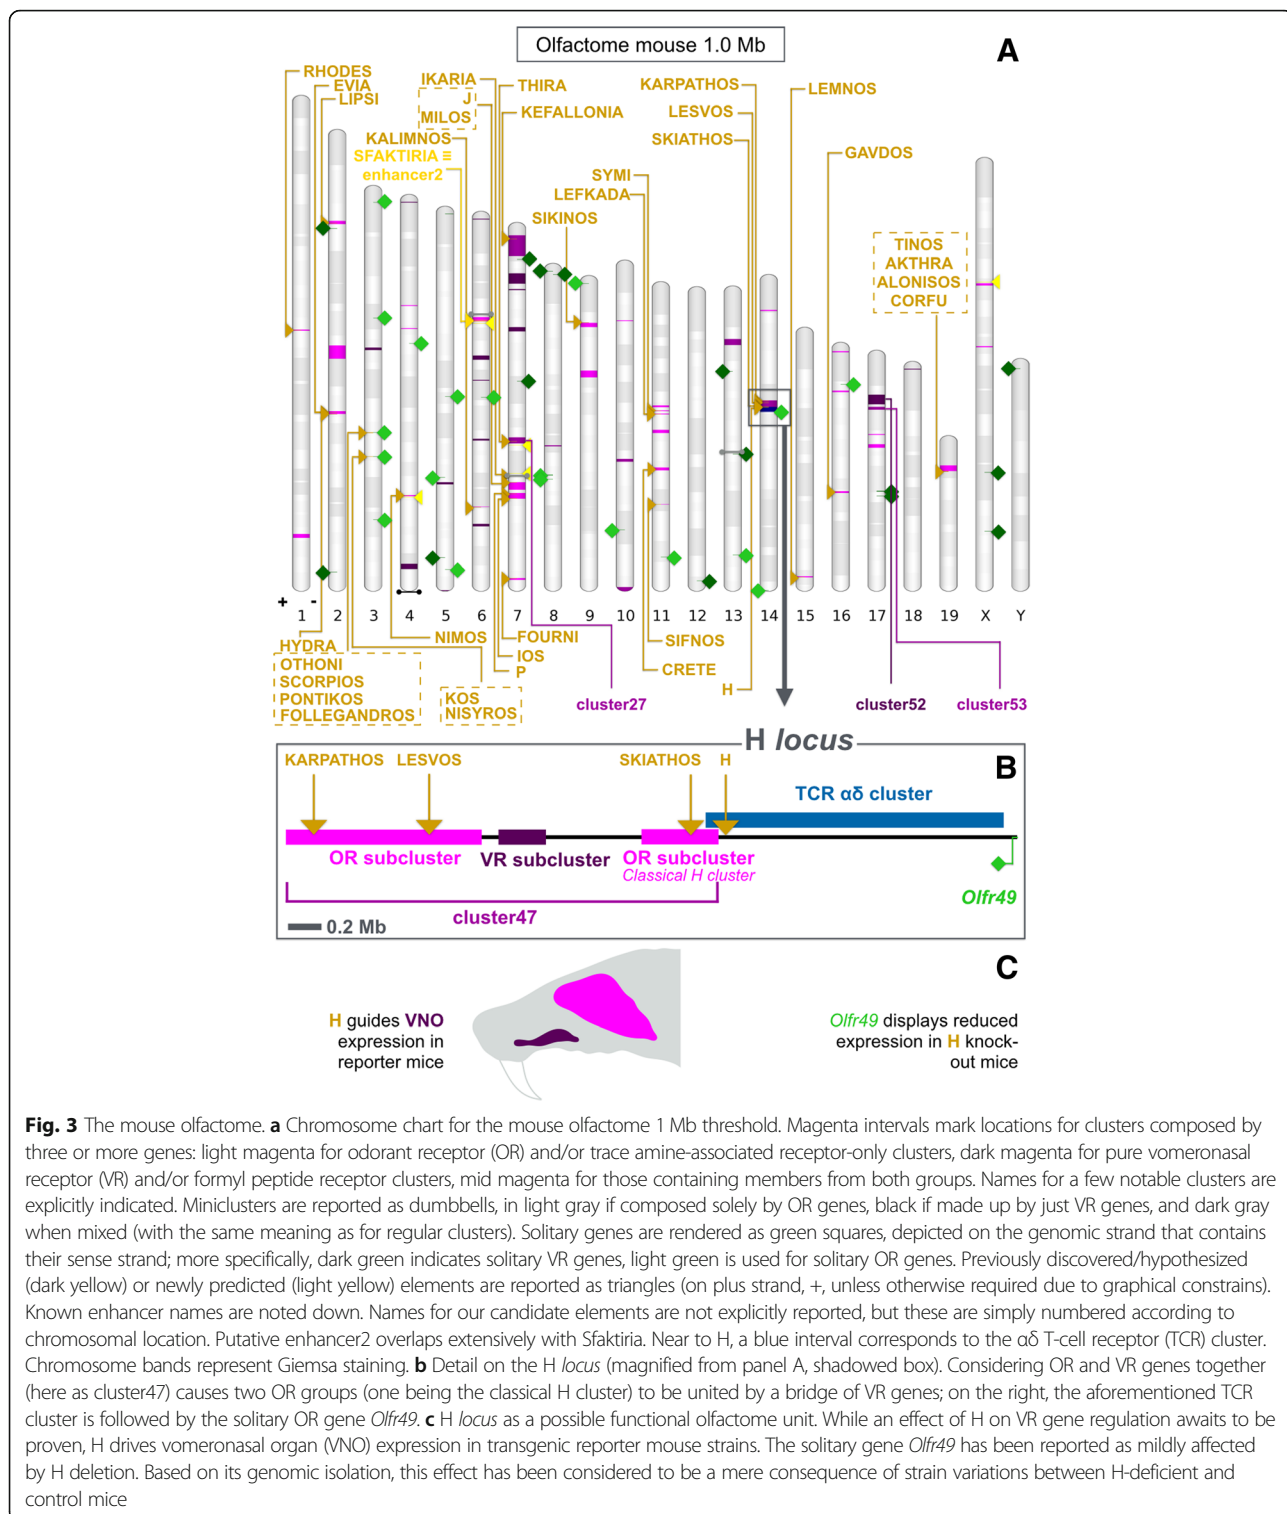 Olfactome mouse 1.0 Mb
A
RHODES
EVIA
LIPSI
IKARIA
J
MILOS
KALIMNOS
SFAKTIRIA ≡
enhancer2
THIRA
KEFALLONIA
SYMI
LEFKADA
SIKINOS
KARPATHOS
LESVOS
SKIATHOS
LEMNOS
GAVDOS
TINOS
AKTHRA
ALONISOS
CORFU
+ -
1 2 3 4 5 6 7 8 9 10 11 12 13 14 15 16 17 18 19 X Y
HYDRA
OTHONI
SCORPIOS
PONTIKOS
FOLLEGANDROS
NIMOS
KOS
NISYROS
FOURNI
IOS
P
cluster27
SIFNOS
CRETE
H
cluster52
cluster53
H locus
B
KARPATHOS LESVOS SKIATHOS H
TCR αδ cluster
OR subcluster VR subcluster OR subcluster
Classical H cluster
Olfr49
cluster47
0.2 Mb
C
H guides VNO
expression in
reporter mice
Olfr49 displays reduced
expression in H knock-
out mice
Fig. 3 The mouse olfactome. a Chromosome chart for the mouse olfactome 1 Mb threshold. Magenta intervals mark locations for clusters composed by
three or more genes: light magenta for odorant receptor (OR) and/or trace amine-associated receptor-only clusters, dark magenta for pure vomeronasal
receptor (VR) and/or formyl peptide receptor clusters, mid magenta for those containing members from both groups. Names for a few notable clusters are
explicitly indicated. Miniclusters are reported as dumbbells, in light gray if composed solely by OR genes, black if made up by just VR genes, and dark gray
when mixed (with the same meaning as for regular clusters). Solitary genes are rendered as green squares, depicted on the genomic strand that contains
their sense strand; more specifically, dark green indicates solitary VR genes, light green is used for solitary OR genes. Previously discovered/hypothesized
(dark yellow) or newly predicted (light yellow) elements are reported as triangles (on plus strand, +, unless otherwise required due to graphical constrains).
Known enhancer names are noted down. Names for our candidate elements are not explicitly reported, but these are simply numbered according to
chromosomal location. Putative enhancer2 overlaps extensively with Sfaktiria. Near to H, a blue interval corresponds to the αδ T-cell receptor (TCR) cluster.
Chromosome bands represent Giemsa staining. b Detail on the H locus (magnified from panel A, shadowed box). Considering OR and VR genes together
(here as cluster47) causes two OR groups (one being the classical H cluster) to be united by a bridge of VR genes; on the right, the aforementioned TCR
cluster is followed by the solitary OR gene Olfr49. c H locus as a possible functional olfactome unit. While an effect of H on VR gene regulation awaits to be
proven, H drives vomeronasal organ (VNO) expression in transgenic reporter mouse strains. The solitary gene Olfr49 has been reported as mildly affected
by H deletion. Based on its genomic isolation, this effect has been considered to be a mere consequence of strain variations between H-deficient and
control mice